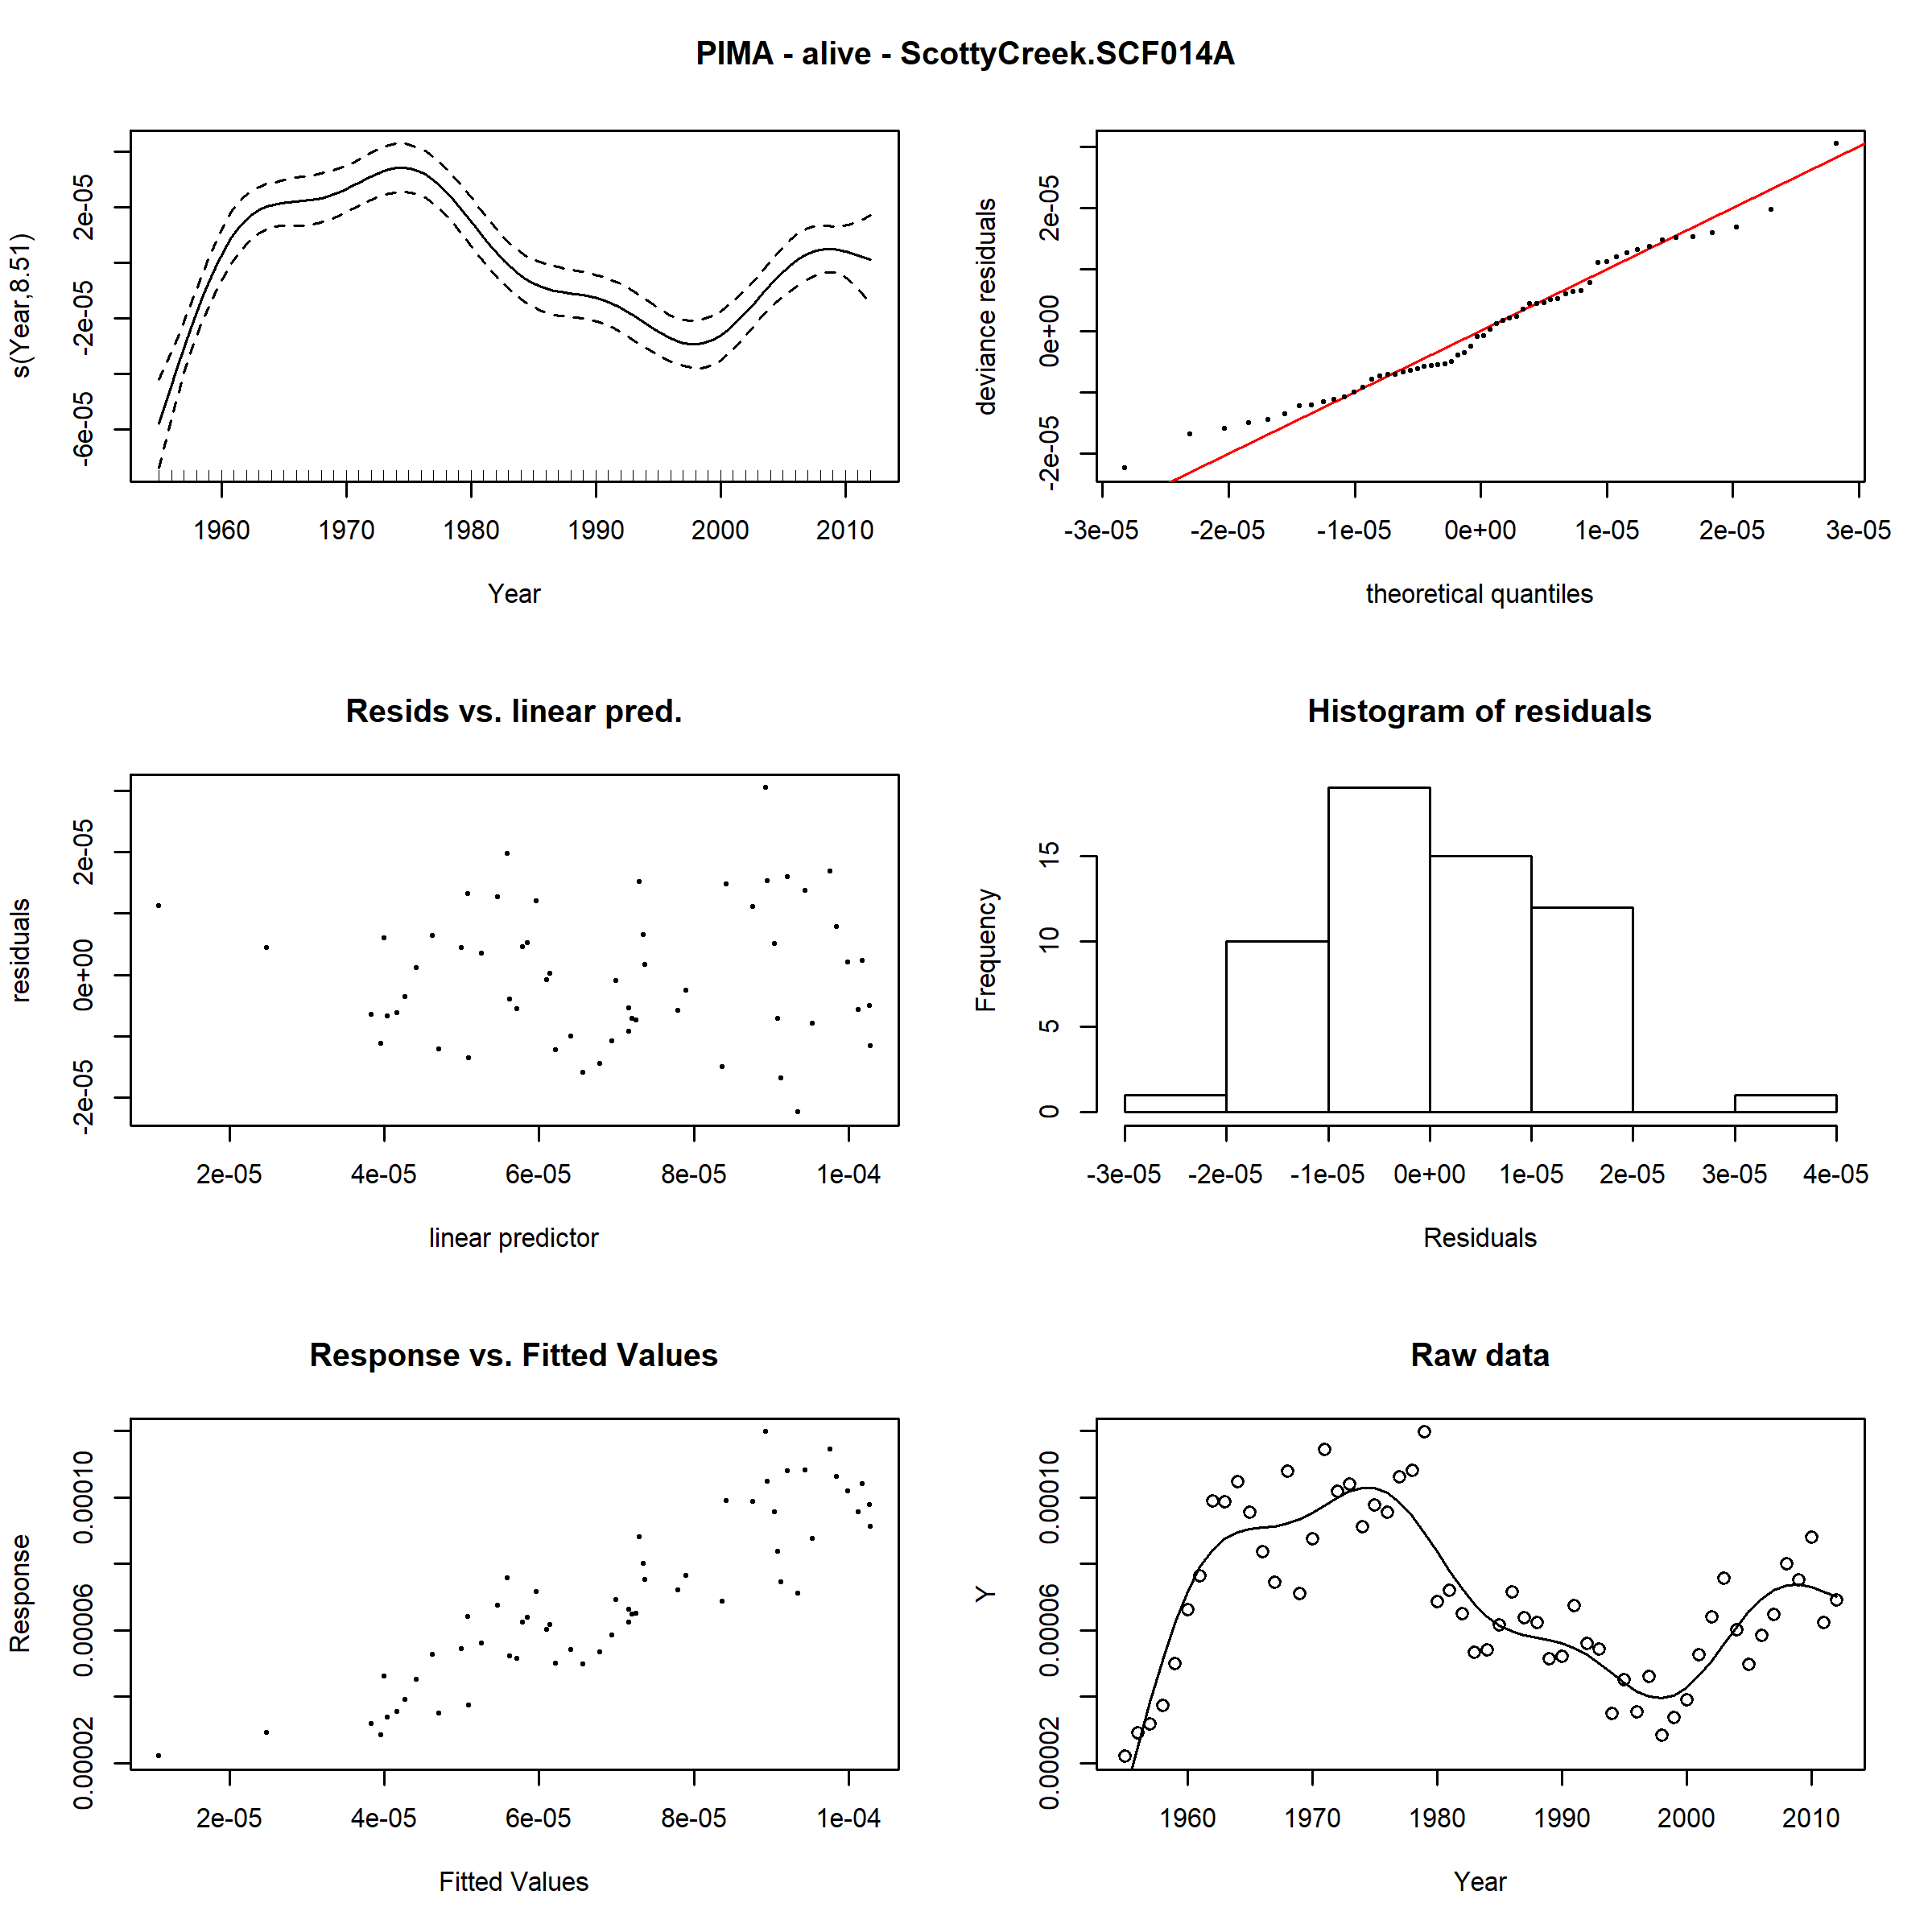 PIMA - alive - ScottyCreek.SCF014A
s(Year,8.51)
-6e-05 -2e-05 2e-05
1960 1970 1980 1990 2000 2010
Year
deviance residuals
-2e-05 0e+00 2e-05
-3e-05 -2e-05 -1e-05 0e+00 1e-05 2e-05 3e-05
theoretical quantiles
Resids vs. linear pred.
residuals
-2e-05 0e+00 2e-05
2e-05 4e-05 6e-05 8e-05 1e-04
linear predictor
Histogram of residuals
Frequency
0 5 10 15
-3e-05 -2e-05 -1e-05 0e+00 1e-05 2e-05 3e-05 4e-05
Residuals
Response vs. Fitted Values
Response
0.00002 0.00006 0.00010
2e-05 4e-05 6e-05 8e-05 1e-04
Fitted Values
Raw data
Y
0.00002 0.00006 0.00010
1960 1970 1980 1990 2000 2010
Year